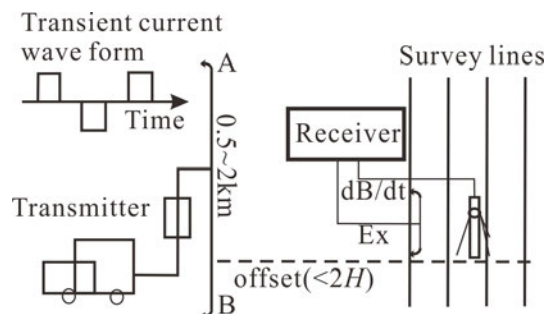 Transient current
wave form
Time
A
0.5~2km
Transmitter
B
Survey lines
Receiver
dB/dt
Ex
offset(<2H)